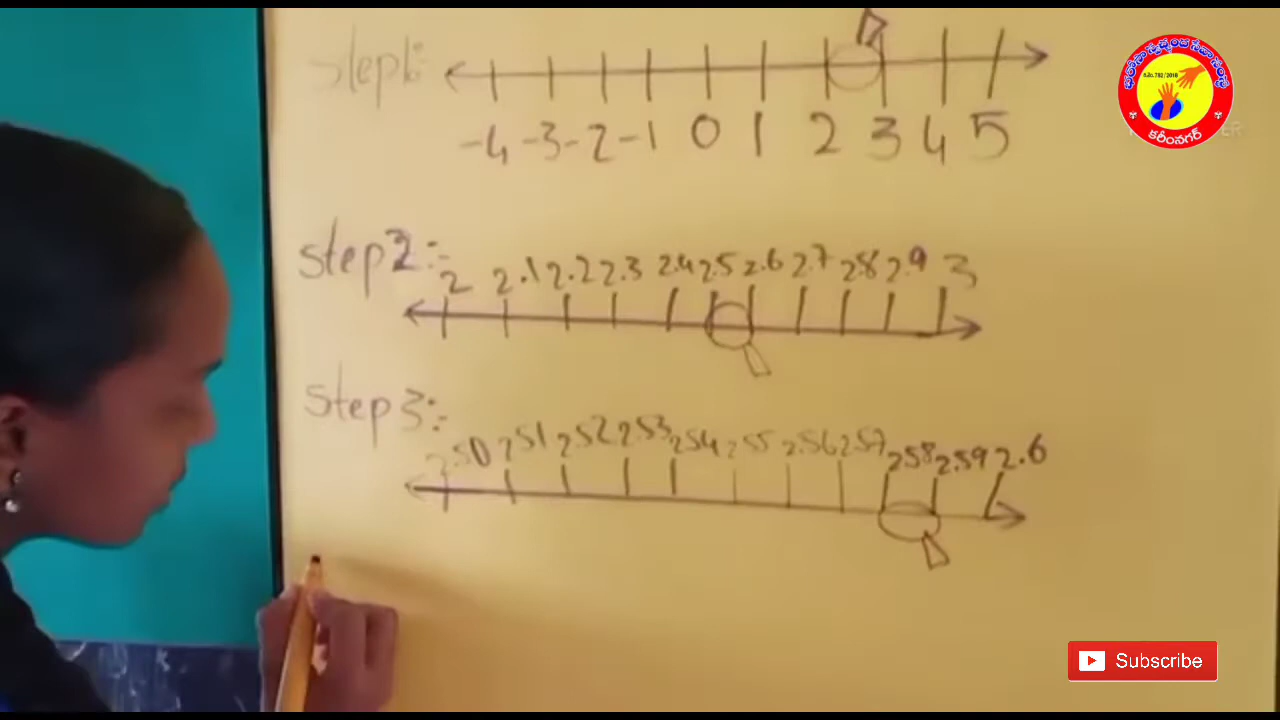 step1:
-4 -3 -2 -1 0 1 2 3 4 5
step2:-
2 2.1 2.2 2.3 2.4 2.5 2.6 2.7 2.8 2.9 3
step3:-
2.50 2.51 2.52 2.53 2.54 2.55 2.56 2.57 2.58 2.59 2.6
కరీంనగర్
Subscribe